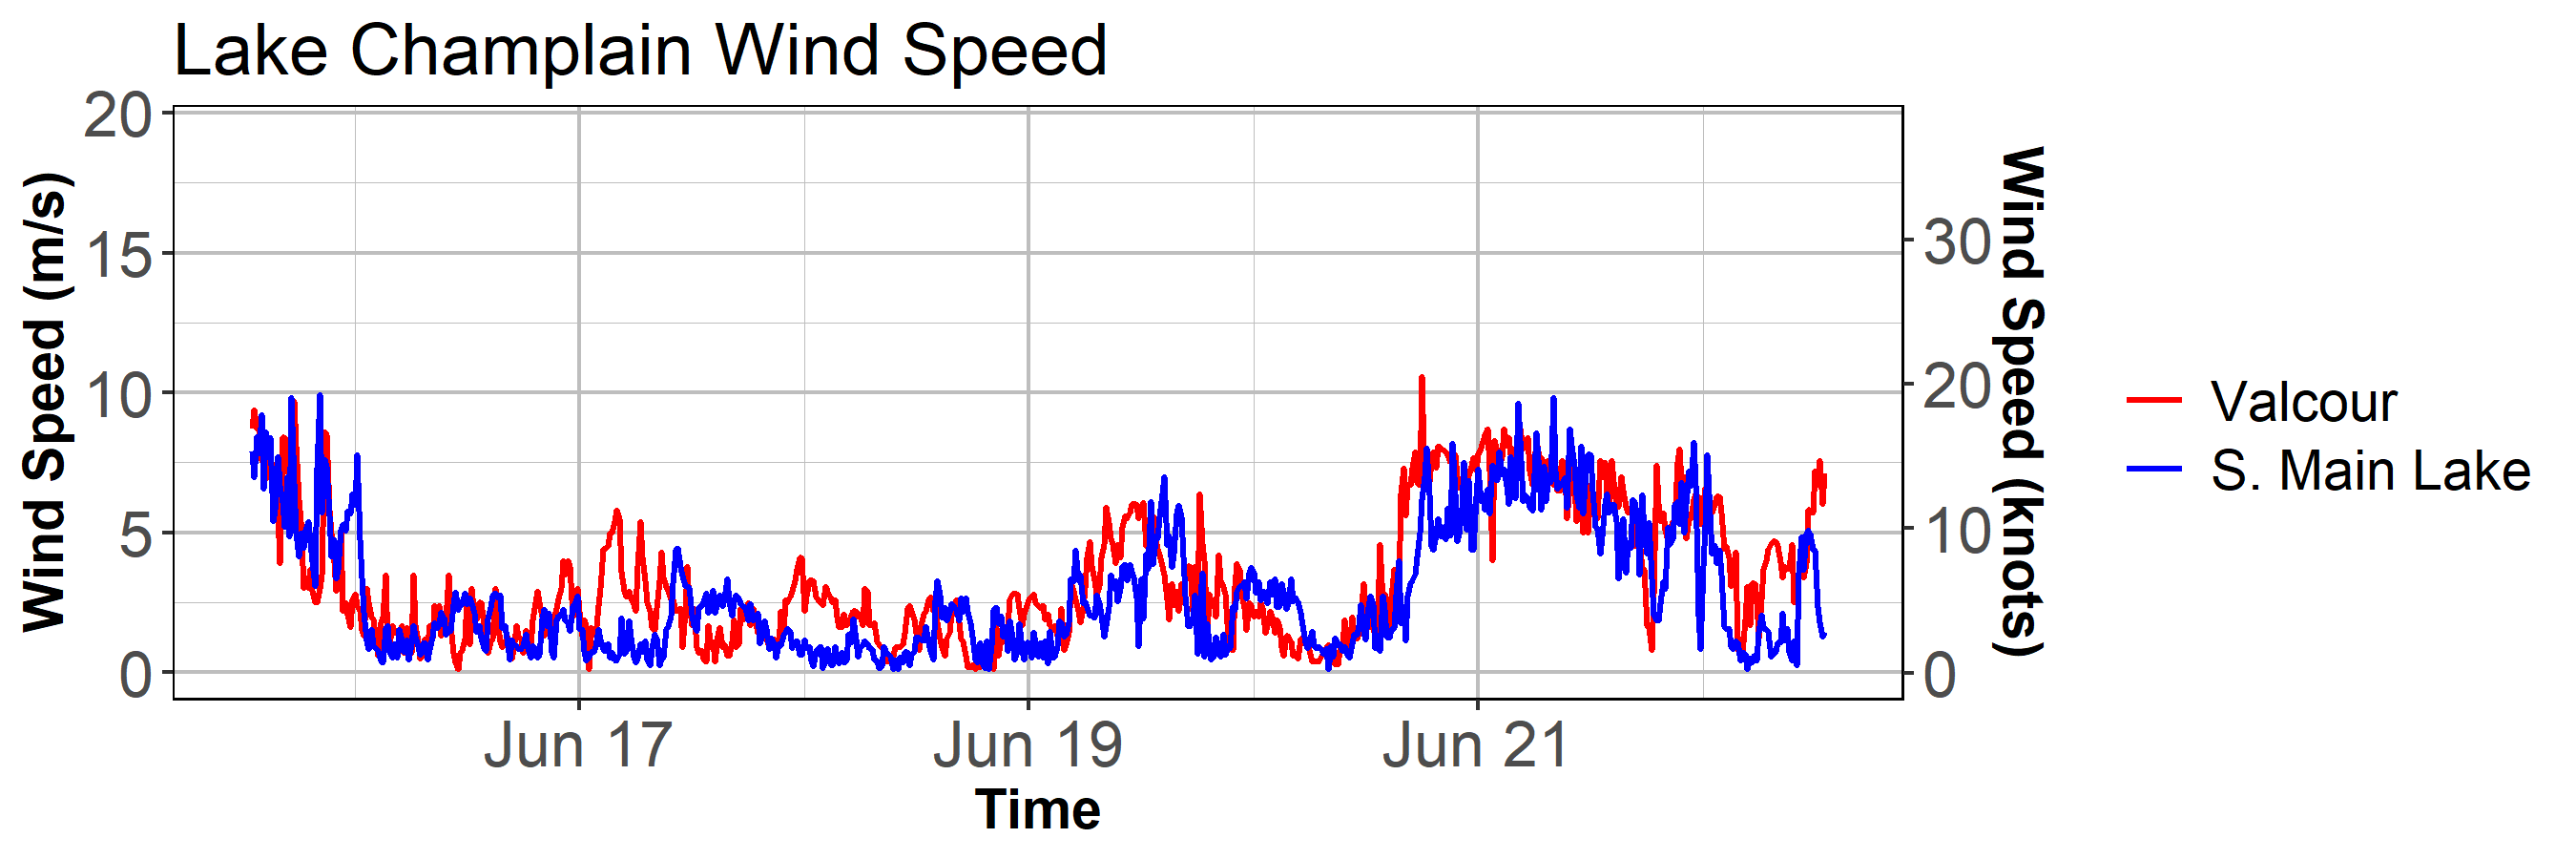 Lake Champlain Wind Speed
Wind Speed (m/s)
20
15
10
5
0
Wind Speed (knots)
30
20
10
0
Jun 17
Jun 19
Jun 21
Time
Valcour
S. Main Lake